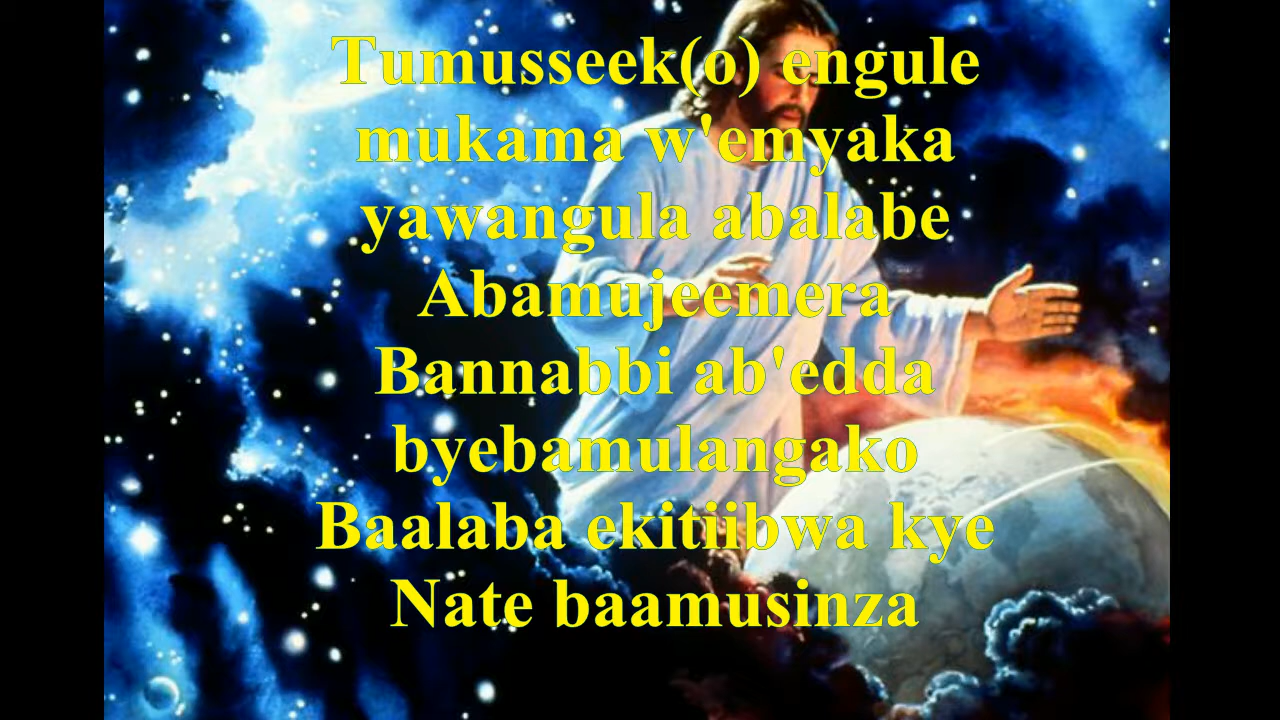 Tumusseek(o) engule
mukama w'emyaka
yawangula abalabe
Abamujeemera
Bannabbi ab'edda
byebamulangako
Baalaba ekitiibwa kye
Nate baamusinza